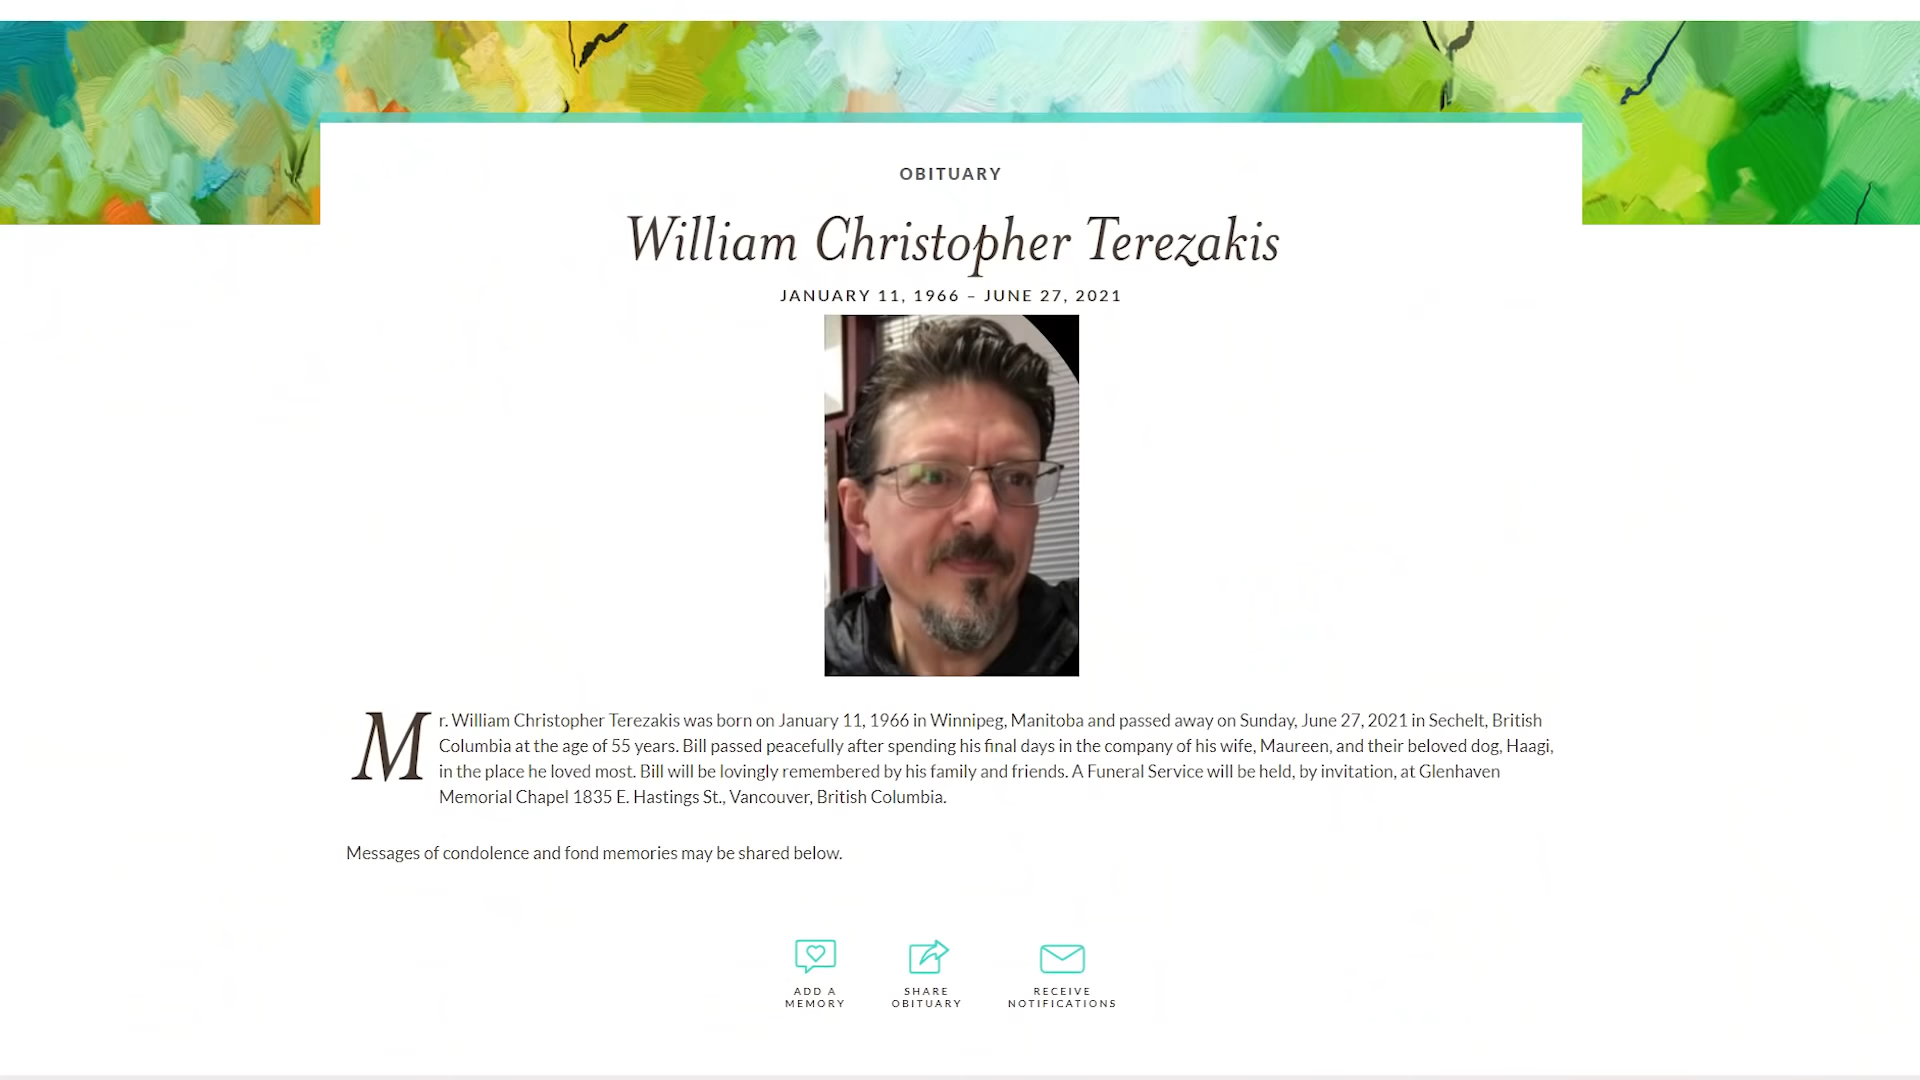 OBITUARY
William Christopher Terezakis
JANUARY 11, 1966 – JUNE 27, 2021
Mr. William Christopher Terezakis was born on January 11, 1966 in Winnipeg, Manitoba and passed away on Sunday, June 27, 2021 in Sechelt, British
Columbia at the age of 55 years. Bill passed peacefully after spending his final days in the company of his wife, Maureen, and their beloved dog, Haagi,
in the place he loved most. Bill will be lovingly remembered by his family and friends. A Funeral Service will be held, by invitation, at Glenhaven
Memorial Chapel 1835 E. Hastings St., Vancouver, British Columbia.
Messages of condolence and fond memories may be shared below.
ADD A
MEMORY
SHARE
OBITUARY
RECEIVE
NOTIFICATIONS